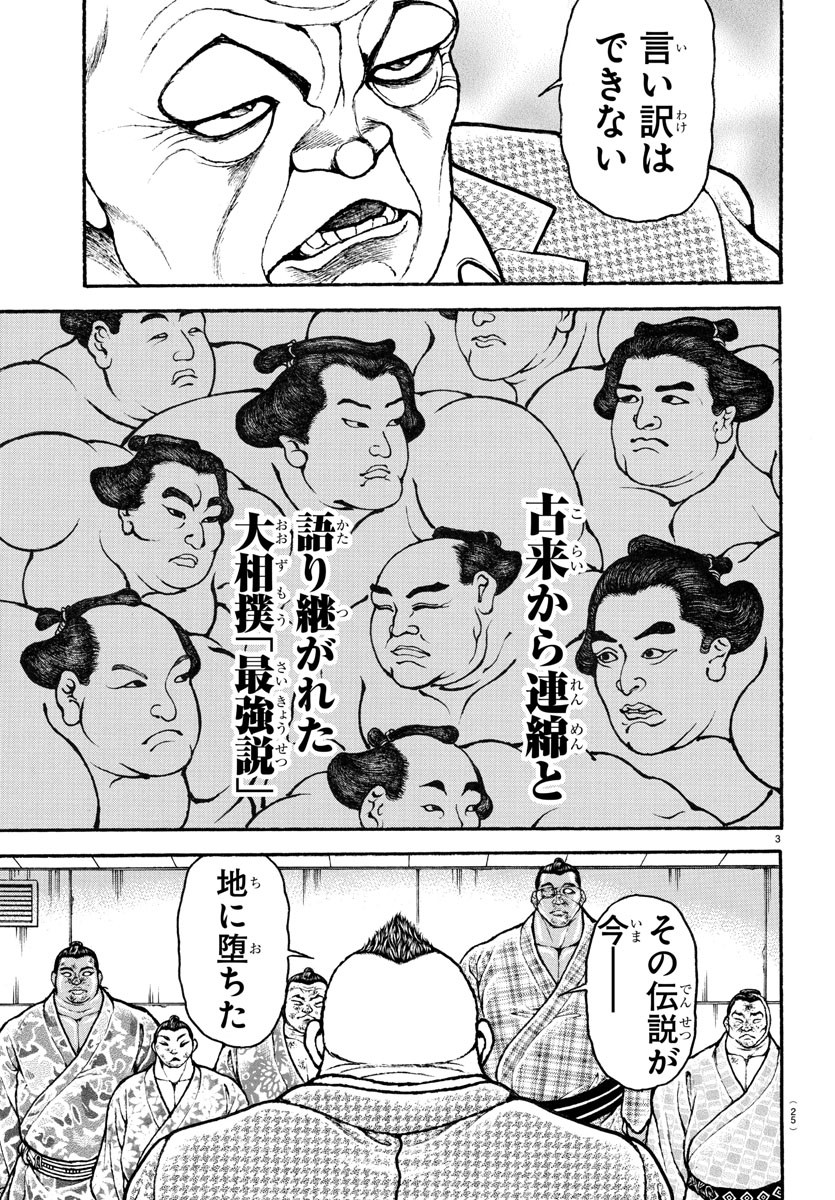 言い訳は
できない
古来から連綿と
語り継がれた
大相撲「最強説」
3
その伝説が
今――
地に堕ちた
(25)